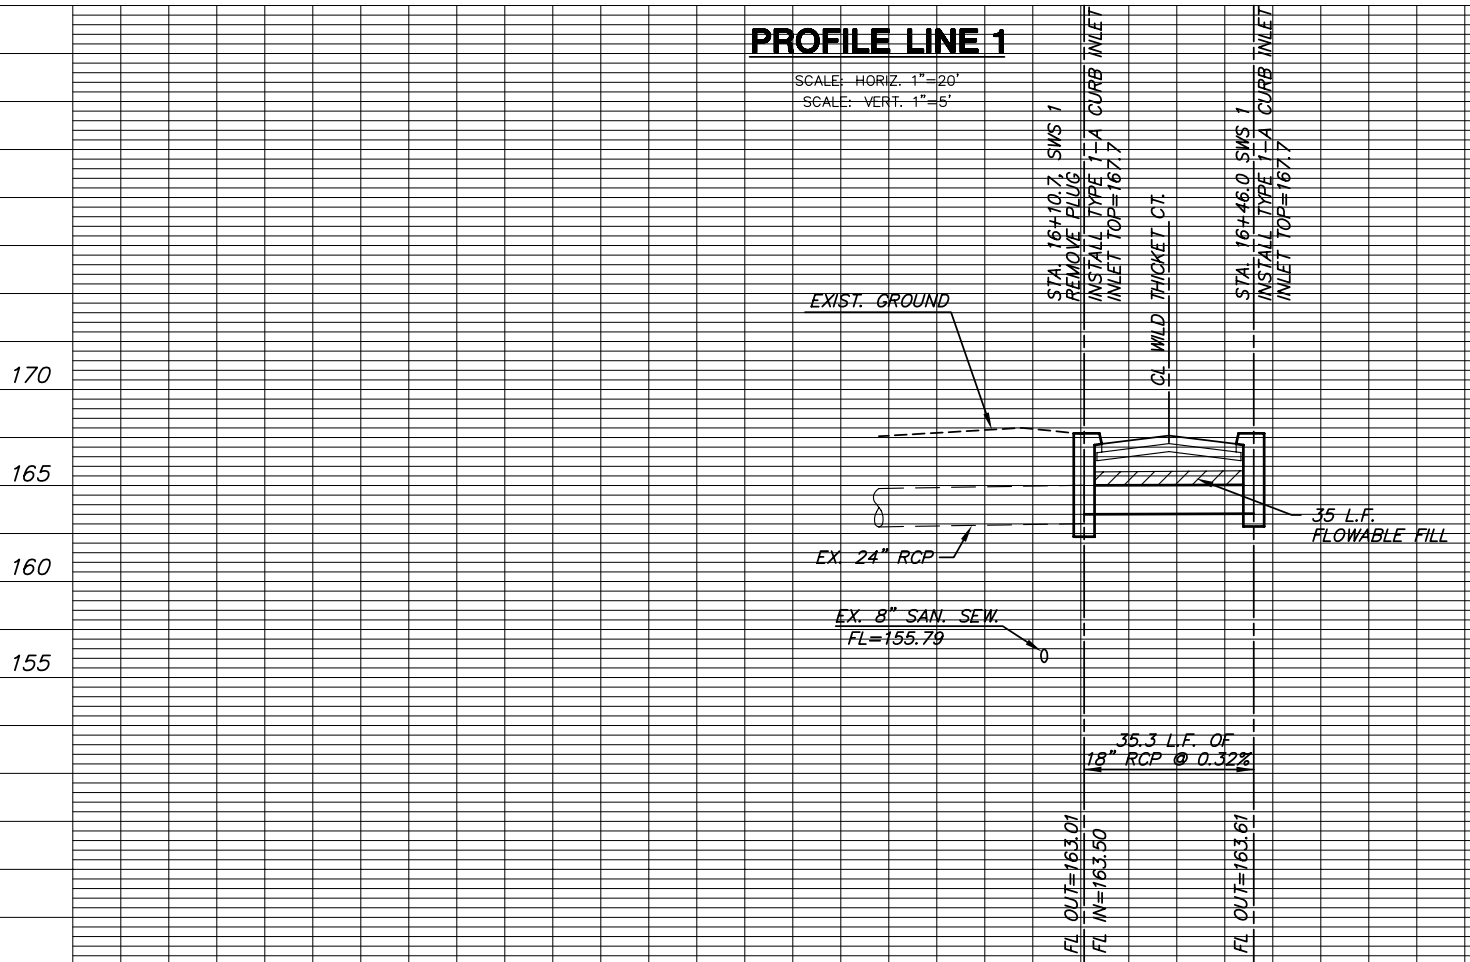 PROFILE LINE 1
SCALE: HORIZ. 1"=20'
SCALE: VERT. 1"=5'
STA. 16+10.7, SWS 1
REMOVE PLUG
INSTALL TYPE 1-A CURB INLET
INLET TOP=167.7
CL WILD THICKET CT.
STA. 16+46.0 SWS 1
INSTALL TYPE 1-A CURB INLET
INLET TOP=167.7
EXIST. GROUND
170
165
160
155
35 L.F.
FLOWABLE FILL
EX. 24" RCP
EX. 8" SAN. SEW.
FL=155.79
35.3 L.F. OF
18" RCP @ 0.32%
FL OUT=163.01
FL IN=163.50
FL OUT=163.61